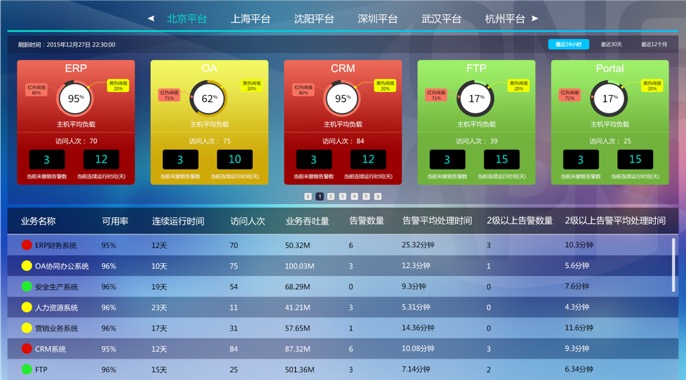 北京平台 上海平台 沈阳平台 深圳平台 武汉平台 杭州平台
刷新时间：2015年12月27日 22:30:00 最近24小时 最近30天 最近12个月
ERP OA CRM FTP Portal
红色阈值 80% 95% 黄色阈值 20% 红色阈值 71% 62% 黄色阈值 20% 红色阈值 80% 95% 黄色阈值 20% 红色阈值 71% 17% 黄色阈值 20% 红色阈值 71% 17% 黄色阈值 20%
主机平均负载 主机平均负载 主机平均负载 主机平均负载 主机平均负载
访问人次： 70 访问人次： 75 访问人次： 84 访问人次： 39 访问人次： 25
3 12 3 10 3 12 3 15 3 15
当前未撤销告警数 当前连续运行时间(天) 当前未撤销告警数 当前连续运行时间(天) 当前未撤销告警数 当前连续运行时间(天) 当前未撤销告警数 当前连续运行时间(天) 当前未撤销告警数 当前连续运行时间(天)
1 2 3 4 5
业务名称 可用率 连续运行时间 访问人次 业务吞吐量 告警数量 告警平均处理时间 2级以上告警数量 2级以上告警平均处理时间
ERP财务系统 95% 12天 70 50.32M 6 25.32分钟 3 10.3分钟
OA协同办公系统 96% 10天 75 100.03M 3 12.3分钟 1 5.6分钟
安全生产系统 96% 19天 54 68.29M 0 9.3分钟 0 7.6分钟
人力资源系统 96% 23天 11 41.21M 3 5.31分钟 0 4.3分钟
营销业务系统 96% 17天 31 57.65M 1 14.36分钟 0 11.6分钟
CRM系统 95% 12天 84 87.32M 6 10.08分钟 3 9.3分钟
FTP 96% 15天 25 501.36M 3 7.14分钟 2 6.34分钟